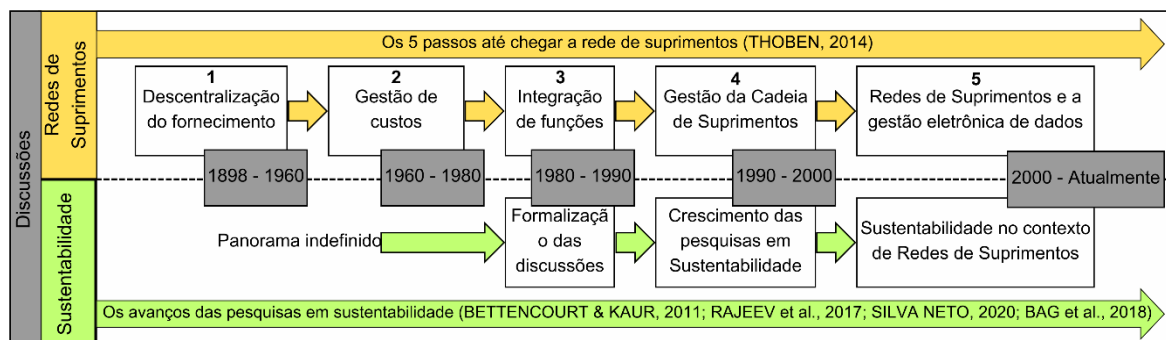 Discussões
Redes de
Suprimentos
Os 5 passos até chegar a rede de suprimentos (THOBEN, 2014)
1
Descentralização
do fornecimento
2
Gestão de
custos
3
Integração
de funções
4
Gestão da Cadeia
de Suprimentos
5
Redes de Suprimentos e a
gestão eletrônica de dados
1898 - 1960
1960 - 1980
1980 - 1990
1990 - 2000
2000 - Atualmente
Sustentabilidade
Panorama indefinido
Formalizaçã
o das
discussões
Crescimento das
pesquisas em
Sustentabilidade
Sustentabilidade no contexto
de Redes de Suprimentos
Os avanços das pesquisas em sustentabilidade (BETTENCOURT & KAUR, 2011; RAJEEV et al., 2017; SILVA NETO, 2020; BAG et al., 2018)